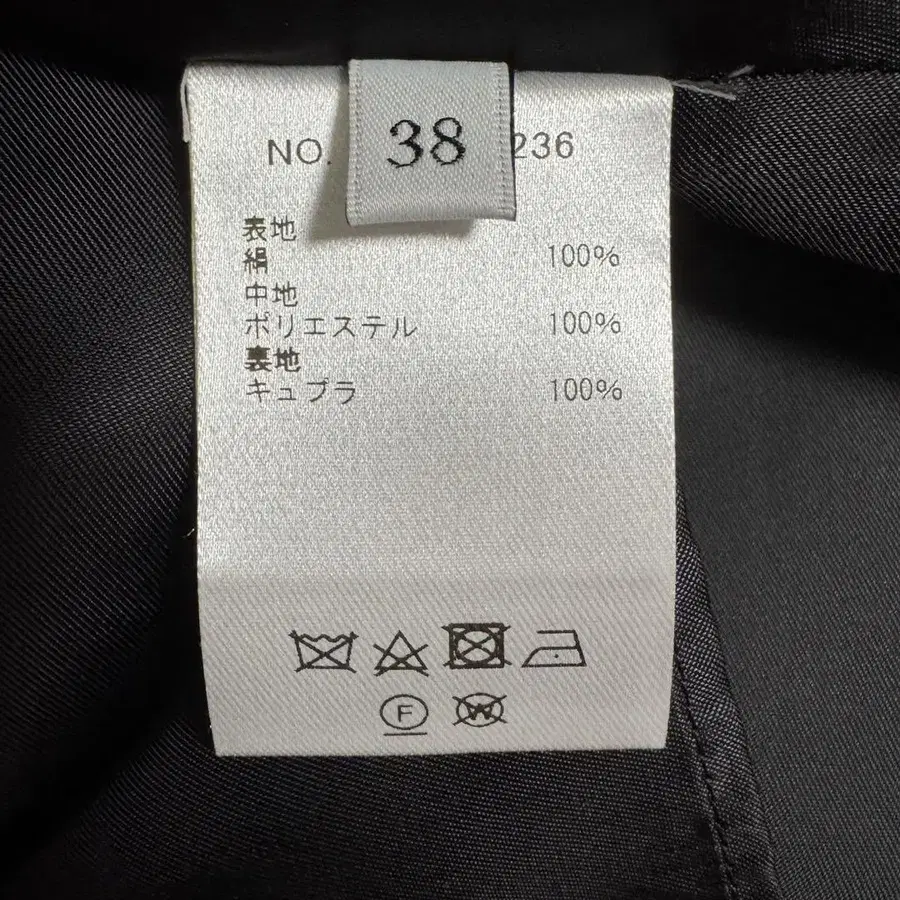 38
NO. 236
表地
絹 100%
中地
ポリエステル 100%
裏地
キュプラ 100%
F
W